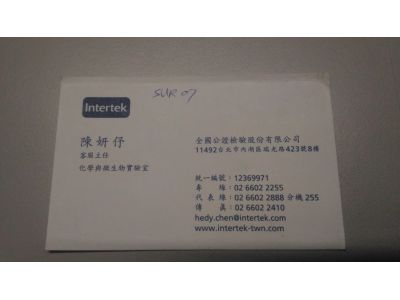 SUR 07
Intertek
陳妍伃
客服主任
化學與微生物實驗室
全國公證檢驗股份有限公司
11492台北市內湖區瑞光路423號8樓
統一編號：12369971
專線：02 6602 2255
代表線：02 6602 2888 分機 255
傳真：02 6602 2410
hedy.chen@intertek.com
www.intertek-twn.com